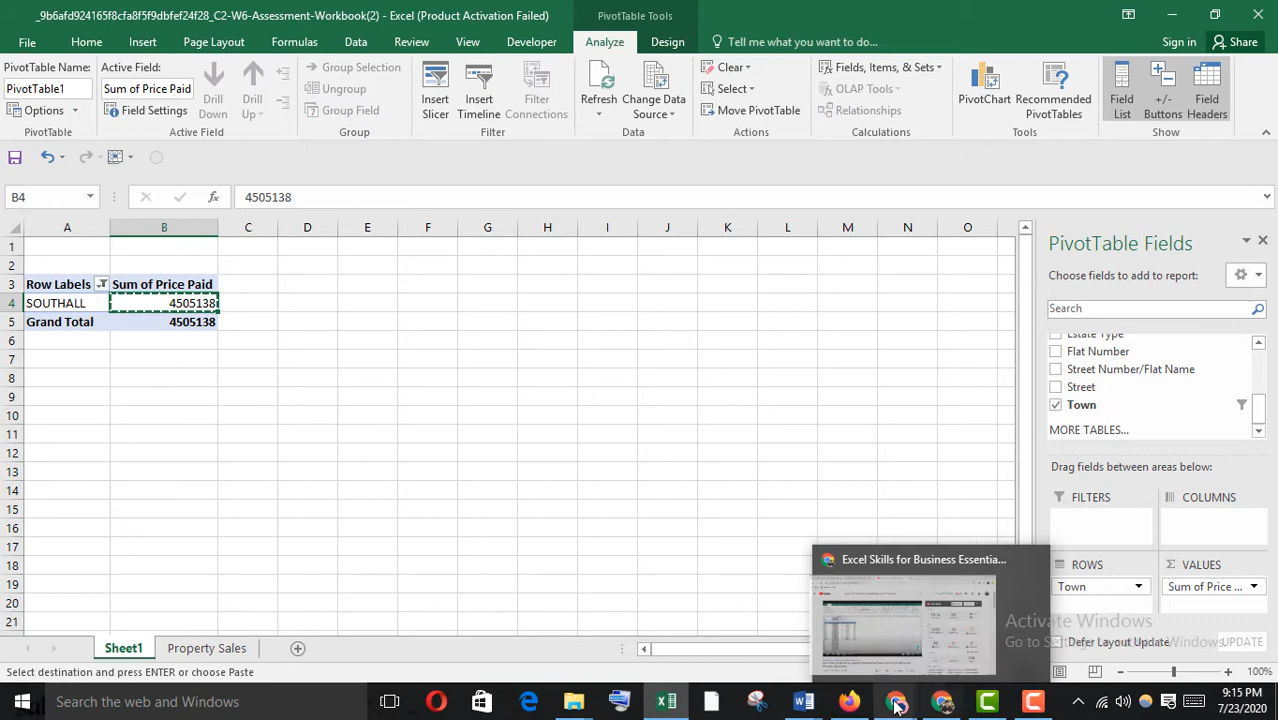 _9b6afd924165f8cfa8f5f9dbfef24f28_C2-W6-Assessment-Workbook(2) - Excel (Product Activation Failed)
PivotTable Tools
File Home Insert Page Layout Formulas Data Review View Developer Analyze Design Tell me what you want to do... Sign in Share
PivotTable Name: Active Field:
PivotTable1 Sum of Price Paid
Options Field Settings
Drill Down Drill Up
Group Selection
Ungroup
Group Field
Insert Slicer Insert Timeline Filter Connections
Refresh Change Data Source
Clear
Select
Move PivotTable
Fields, Items, & Sets
OLAP Tools
Relationships
PivotChart Recommended PivotTables
Field List +/- Buttons Field Headers
PivotTable Active Field Group Filter Data Actions Calculations Tools Show
B4 fx 4505138
A B C D E F G H I J K L M N O
1
2
3 Row Labels Sum of Price Paid
4 SOUTHALL 4505138
5 Grand Total 4505138
6
7
8
9
10
11
12
13
14
15
16
17
18
19
20
21
PivotTable Fields
Choose fields to add to report:
Search
Estate Type
Flat Number
Street Number/Flat Name
Street
Town
MORE TABLES...
Drag fields between areas below:
FILTERS COLUMNS
ROWS Σ VALUES
Town Sum of Price ...
Defer Layout Update UPDATE
Excel Skills for Business Essentia...
Activate Windows
Go to Settings to activate Windows.
Sheet1 Property Sales
Select destination and press ENTER or choose Paste
100%
Search the web and Windows
9:15 PM
7/23/2020